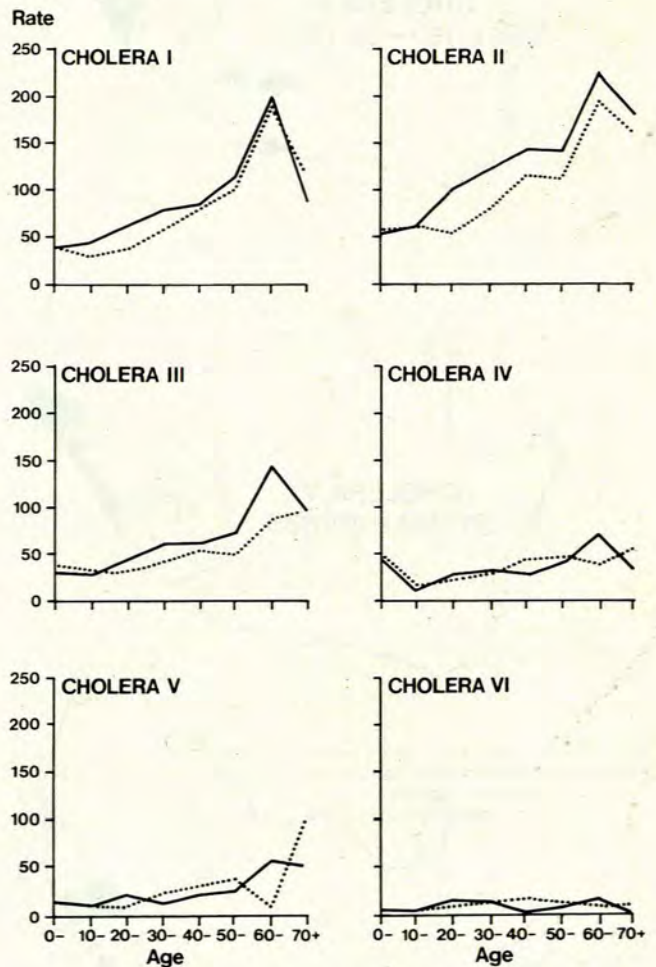 Rate
250
200
150
100
50
0
CHOLERA I
CHOLERA II
250
200
150
100
50
0
CHOLERA III
CHOLERA IV
250
200
150
100
50
0
CHOLERA V
CHOLERA VI
0- 10- 20- 30- 40- 50- 60- 70+
0- 10- 20- 30- 40- 50- 60- 70+
Age
Age